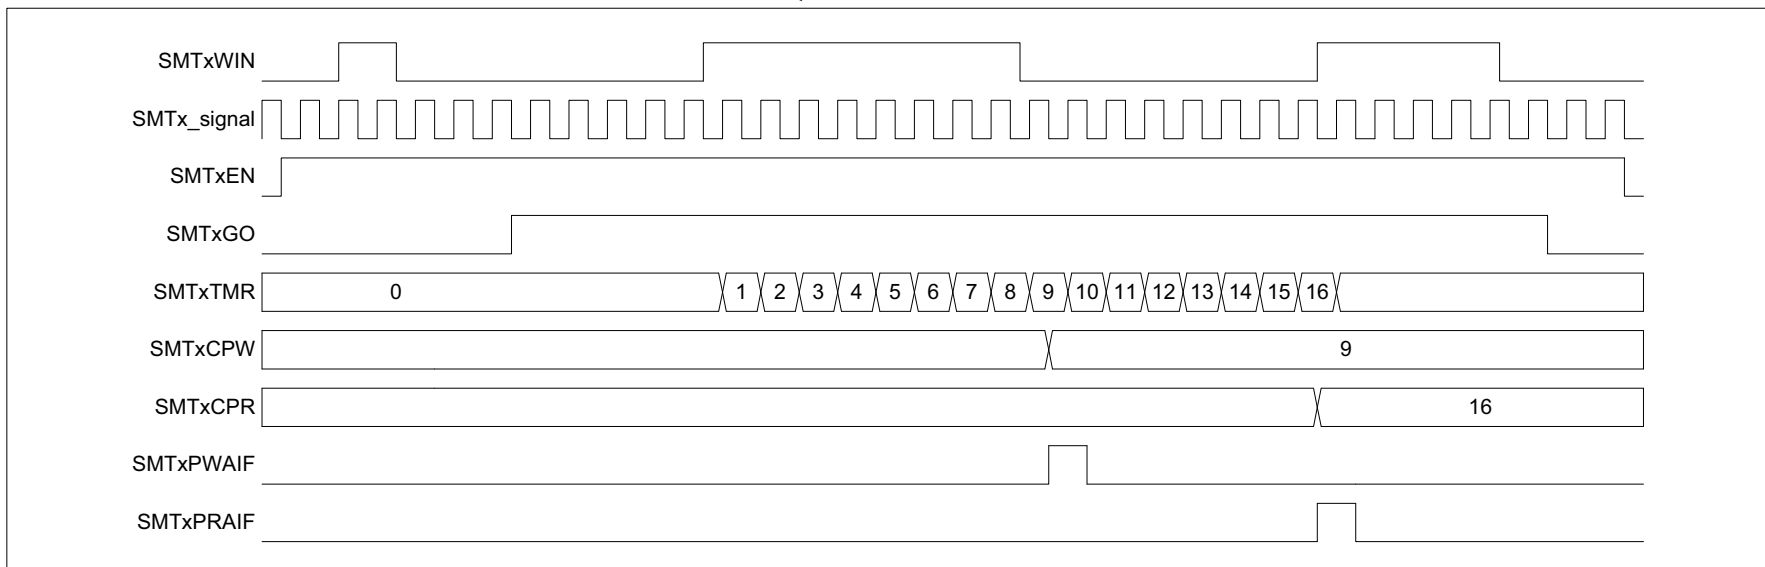 SMTxWIN
SMTx_signal
SMTxEN
SMTxGO
SMTxTMR 0 1 2 3 4 5 6 7 8 9 10 11 12 13 14 15 16
SMTxCPW 9
SMTxCPR 16
SMTxPWAIF
SMTxPRAIF